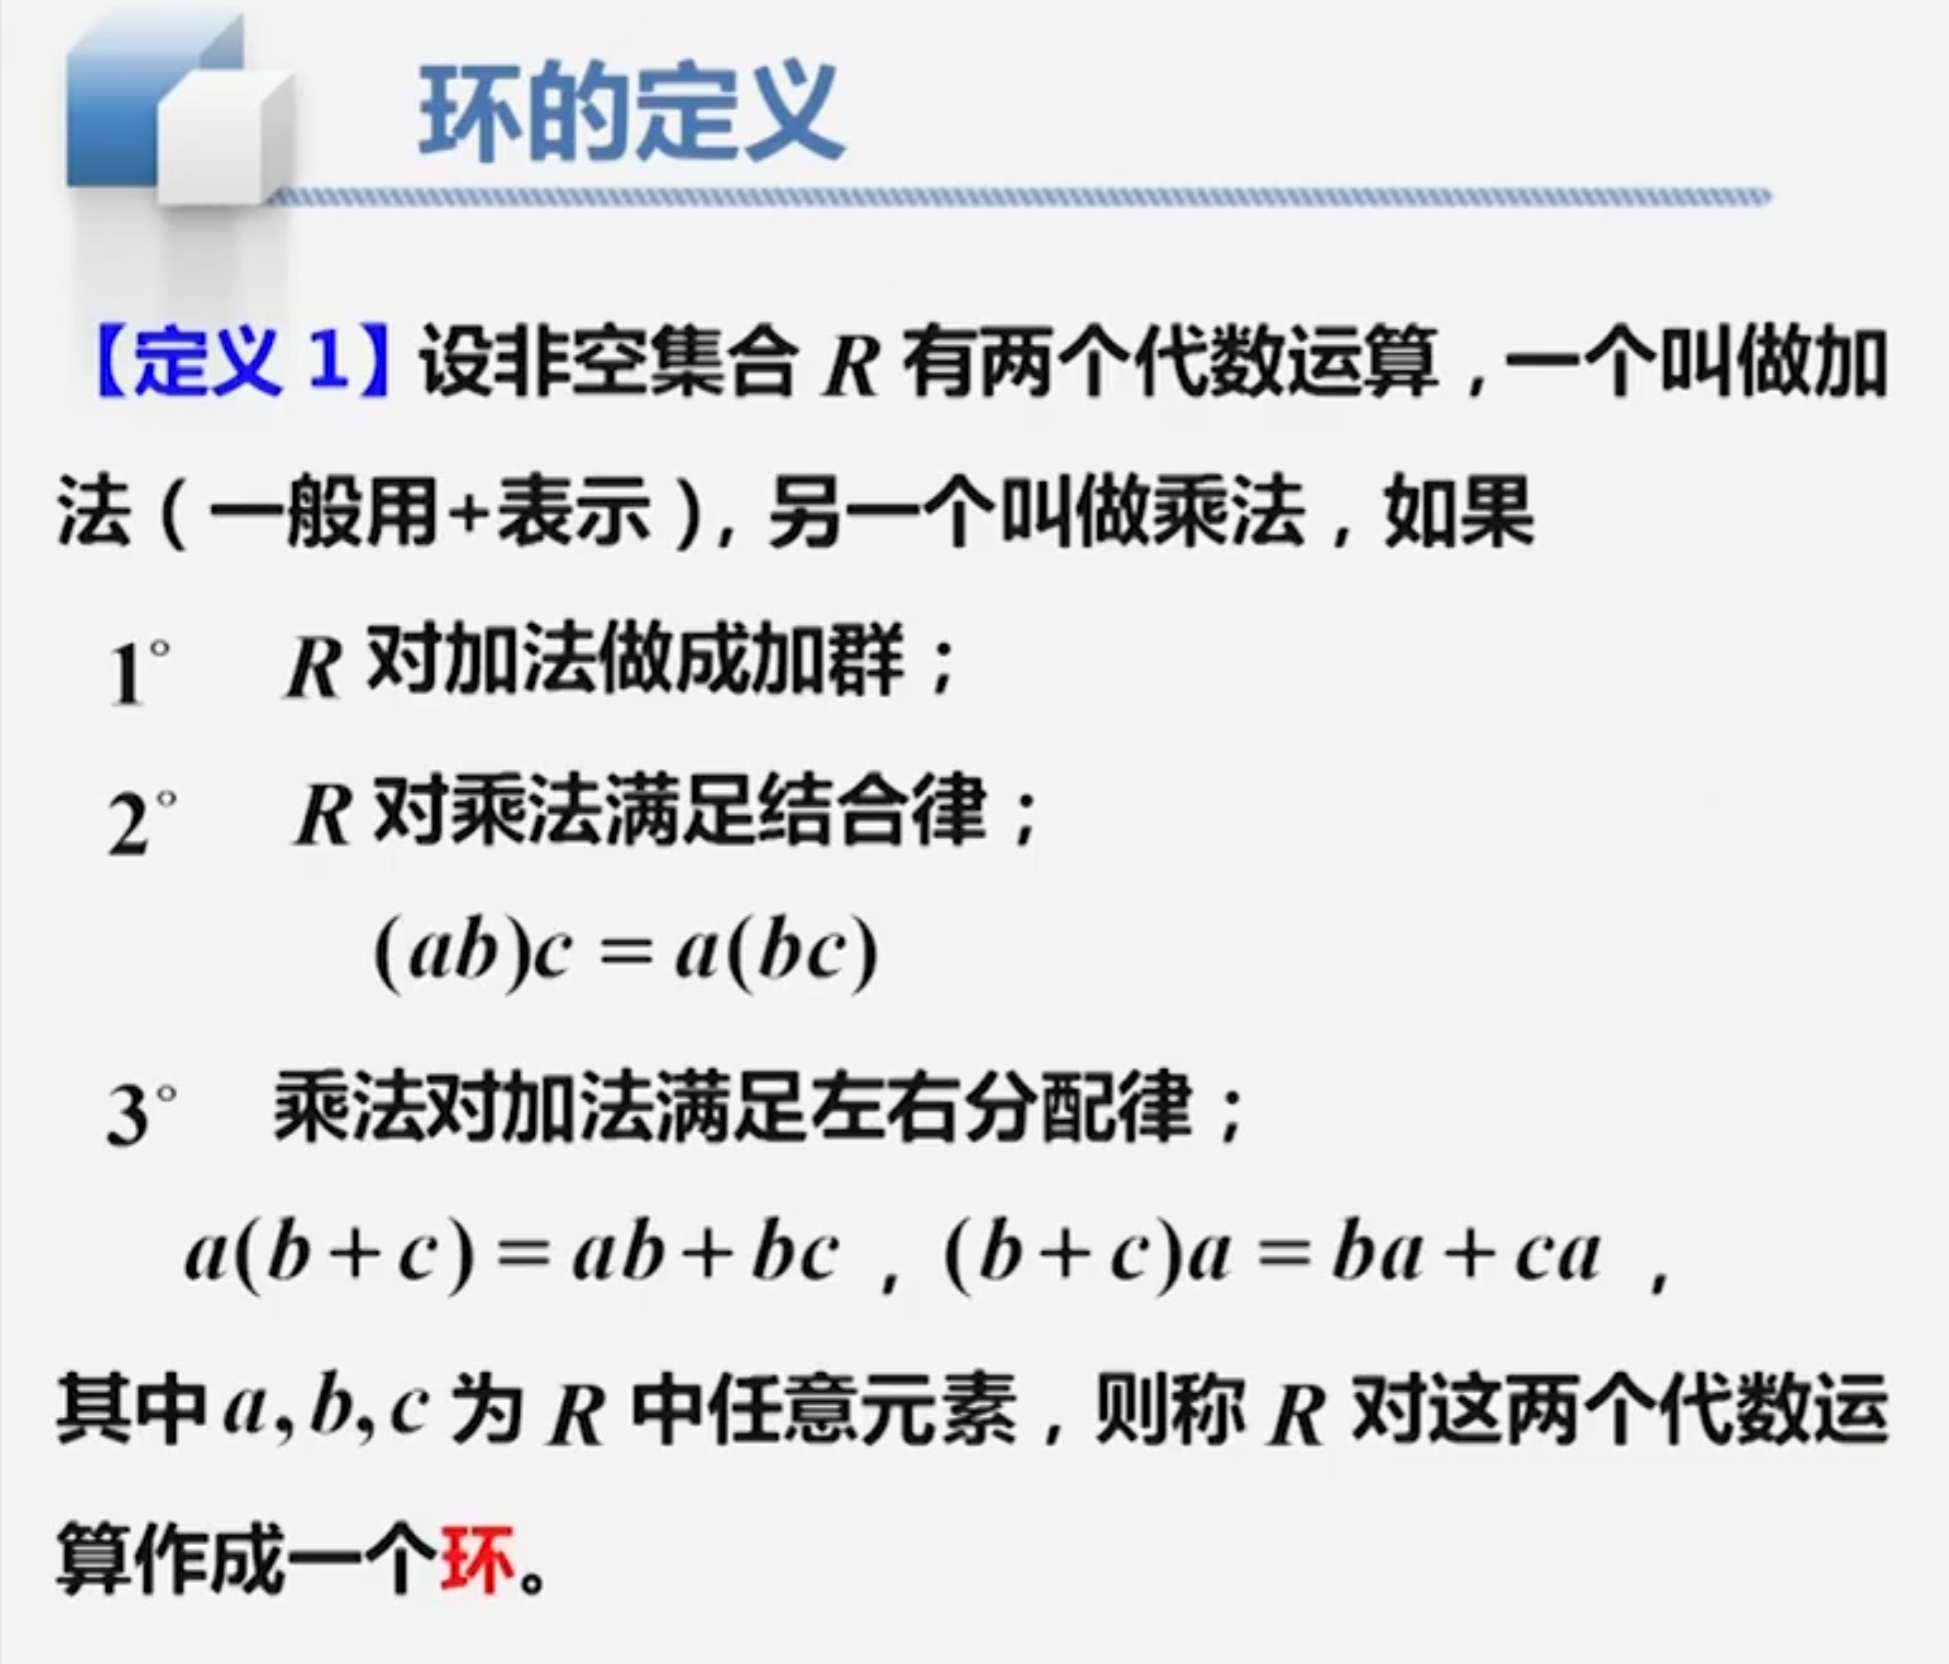 环的定义
【定义 1】设非空集合 R 有两个代数运算，一个叫做加
法（一般用+表示），另一个叫做乘法，如果
1° R 对加法做成加群；
2° R 对乘法满足结合律；
(ab)c = a(bc)
3° 乘法对加法满足左右分配律；
a(b+c) = ab+bc，(b+c)a = ba+ca，
其中 a,b,c 为 R 中任意元素，则称 R 对这两个代数运
算作成一个环。